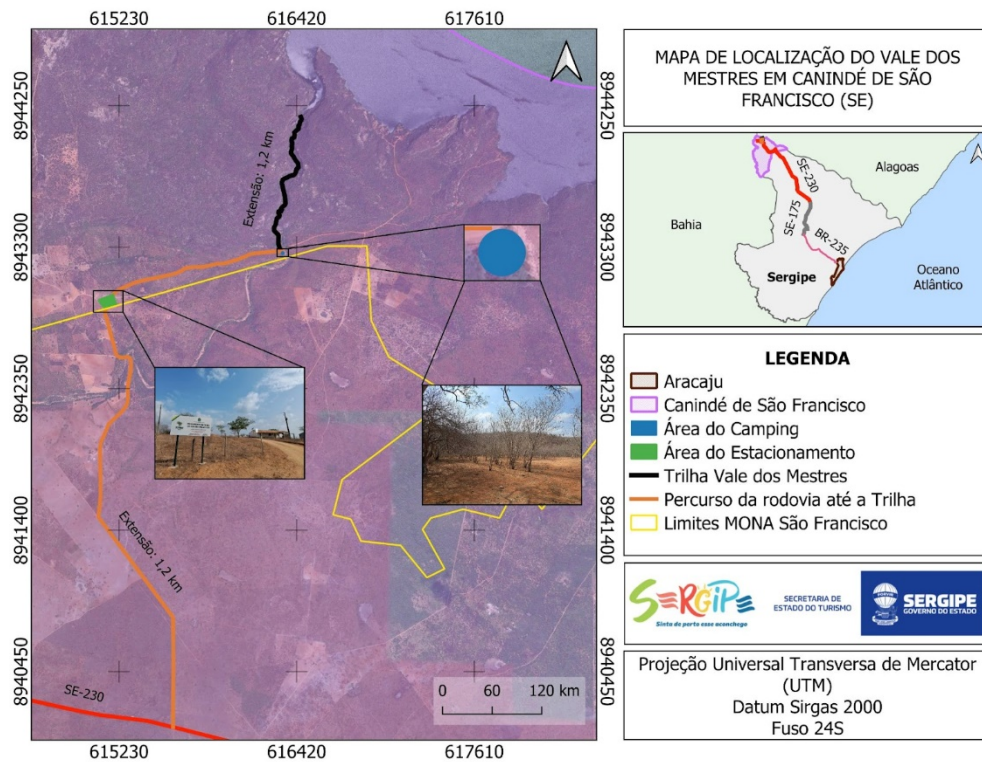 615230 616420 617610
8944250
8943300
8942350
8941400
8940450
Extensão: 1,2 km
Extensão: 1,2 km
SE-230
0 60 120 km
8944250
8943300
8942350
8941400
8940450
615230 616420 617610
MAPA DE LOCALIZAÇÃO DO VALE DOS
MESTRES EM CANINDÉ DE SÃO
FRANCISCO (SE)
Alagoas
SE-230
Bahia
SE-175
BR-235
Sergipe
Oceano
Atlântico
LEGENDA
Aracaju
Canindé de São Francisco
Área do Camping
Área do Estacionamento
Trilha Vale dos Mestres
Percurso da rodovia até a Trilha
Limites MONA São Francisco
SERGIPE
Sinta de perto esse aconchego
SECRETARIA DE
ESTADO DO TURISMO
SERGIPE
GOVERNO DO ESTADO
Projeção Universal Transversa de Mercator
(UTM)
Datum Sirgas 2000
Fuso 24S